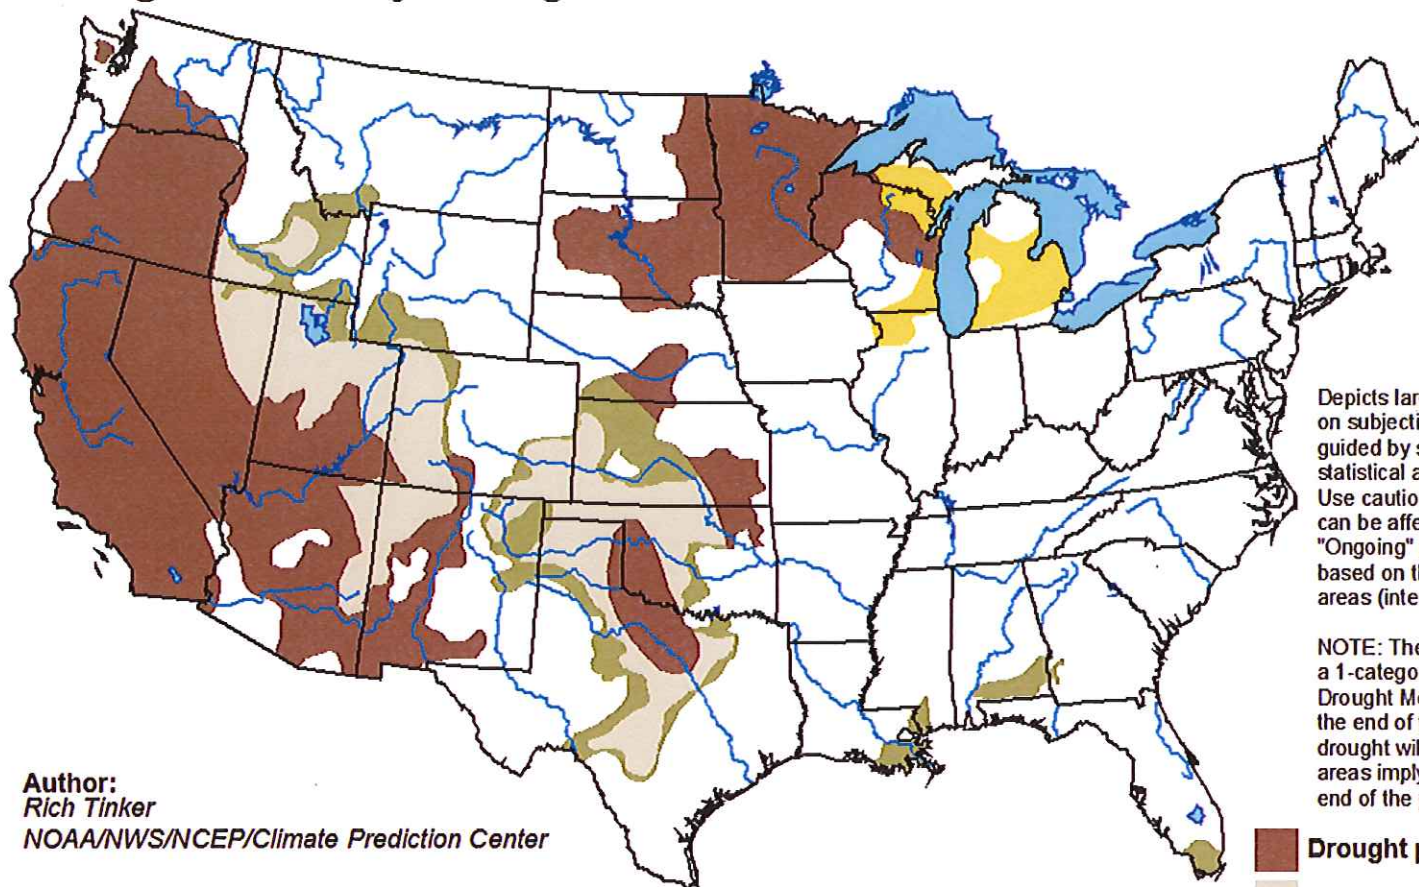 Author:
Rich Tinker
NOAA/NWS/NCEP/Climate Prediction Center
Depicts lar
on subjecti
guided by s
statistical a
Use cautio
can be affe
"Ongoing"
based on th
areas (inte
NOTE: The
a 1-catego
Drought Mo
the end of t
drought wil
areas imply
end of the
Drought p